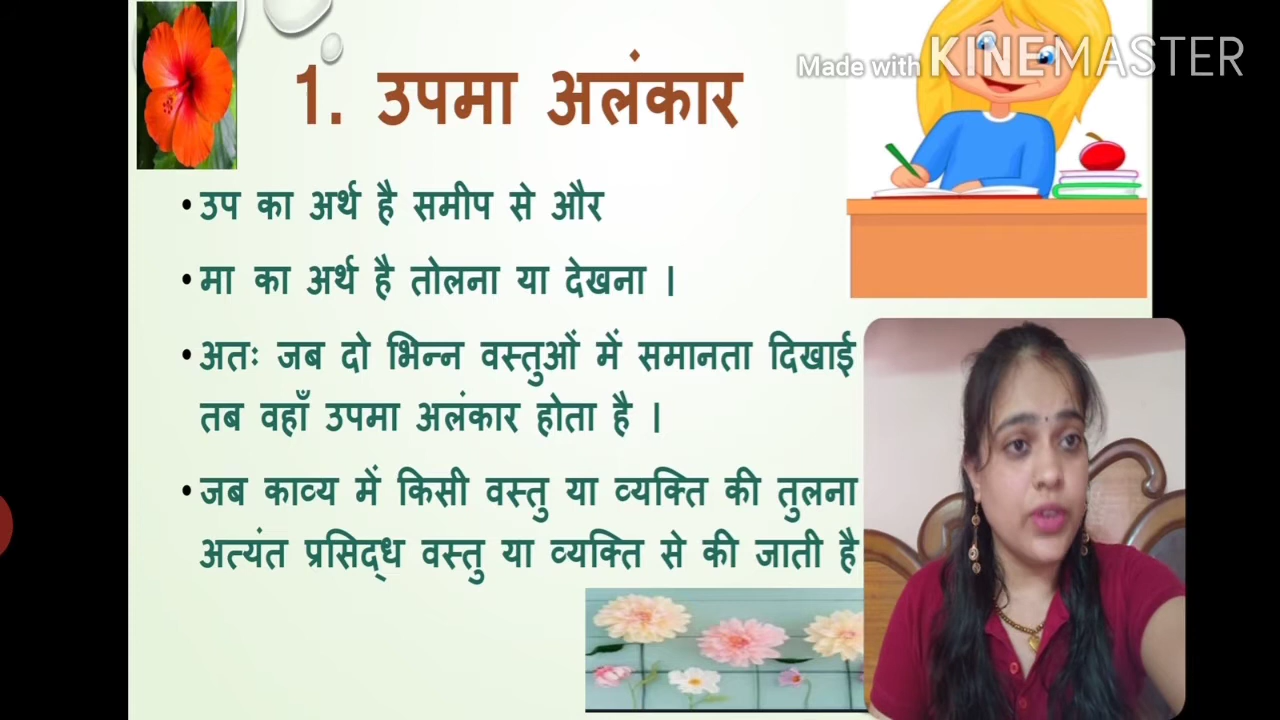 Made with KINEMASTER
1. उपमा अलंकार
• उप का अर्थ है समीप से और
• मा का अर्थ है तोलना या देखना ।
• अतः जब दो भिन्न वस्तुओं में समानता दिखाई
तब वहाँ उपमा अलंकार होता है ।
• जब काव्य में किसी वस्तु या व्यक्ति की तुलना
अत्यंत प्रसिद्ध वस्तु या व्यक्ति से की जाती है